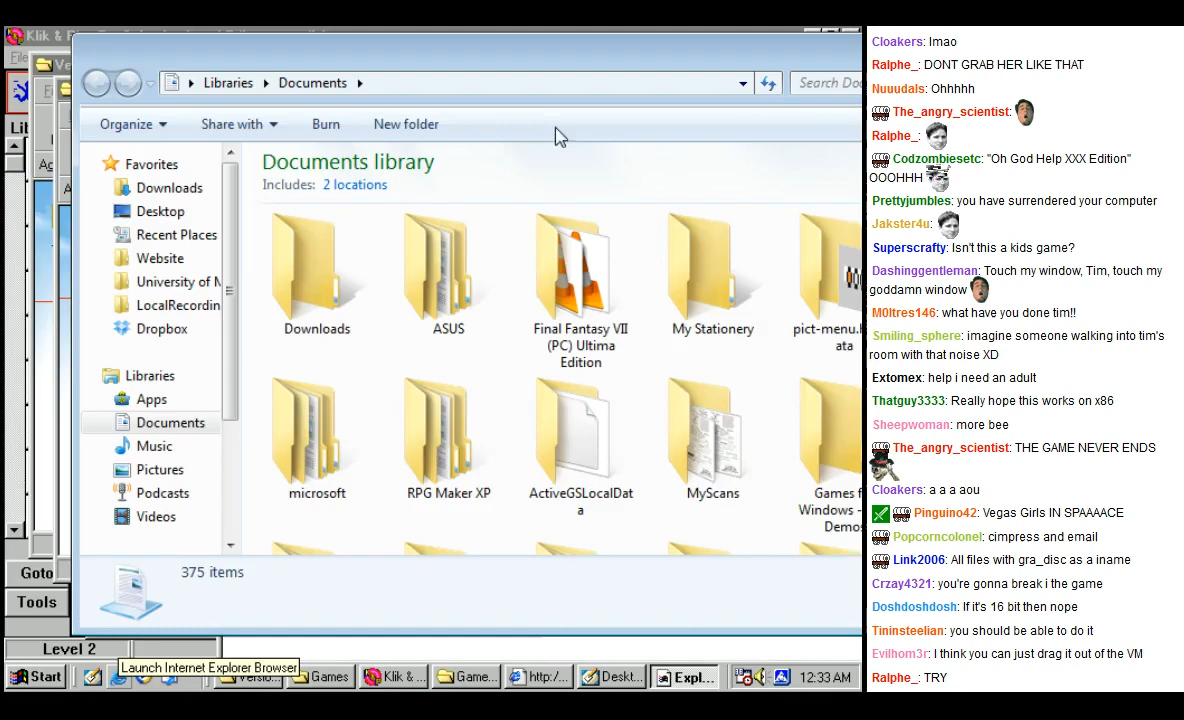 Klik & P
File
Ve
F
Lib
Ag
A
Libraries
Documents
Search Doc
Organize
Share with
Burn
New folder
Favorites
Downloads
Desktop
Recent Places
Website
University of M
LocalRecordin
Dropbox
Libraries
Apps
Documents
Music
Pictures
Podcasts
Videos
Documents library
Includes: 2 locations
Downloads
ASUS
Final Fantasy VII
(PC) Ultima
Edition
My Stationery
pict-menu.
ata
microsoft
RPG Maker XP
ActiveGSLocalDat
a
MyScans
Games f
Windows -
Demos
375 items
Goto
Tools
Level 2
Launch Internet Explorer Browser
Start
Versio...
Games
Klik & ...
Game...
http:/...
Deskt...
Expl...
12:33 AM
Cloakers: lmao
Ralphe_: DONT GRAB HER LIKE THAT
Nuuudals: Ohhhhh
The_angry_scientist:
Ralphe_:
Codzombiesetc: "Oh God Help XXX Edition"
OOOHHH
Prettyjumbles: you have surrendered your computer
Jakster4u:
Superscrafty: Isn't this a kids game?
Dashinggentleman: Touch my window, Tim, touch my
goddamn window
M0ltres146: what have you done tim!!
Smiling_sphere: imagine someone walking into tim's
room with that noise XD
Extomex: help i need an adult
Thatguy3333: Really hope this works on x86
Sheepwoman: more bee
The_angry_scientist: THE GAME NEVER ENDS
Cloakers: a a a aou
Pinguino42: Vegas Girls IN SPAAAACE
Popcorncolonel: cimpress and email
Link2006: All files with gra_disc as a iname
Crzay4321: you're gonna break i the game
Doshdoshdosh: If it's 16 bit then nope
Tininsteelian: you should be able to do it
Evilhom3r: I think you can just drag it out of the VM
Ralphe_: TRY